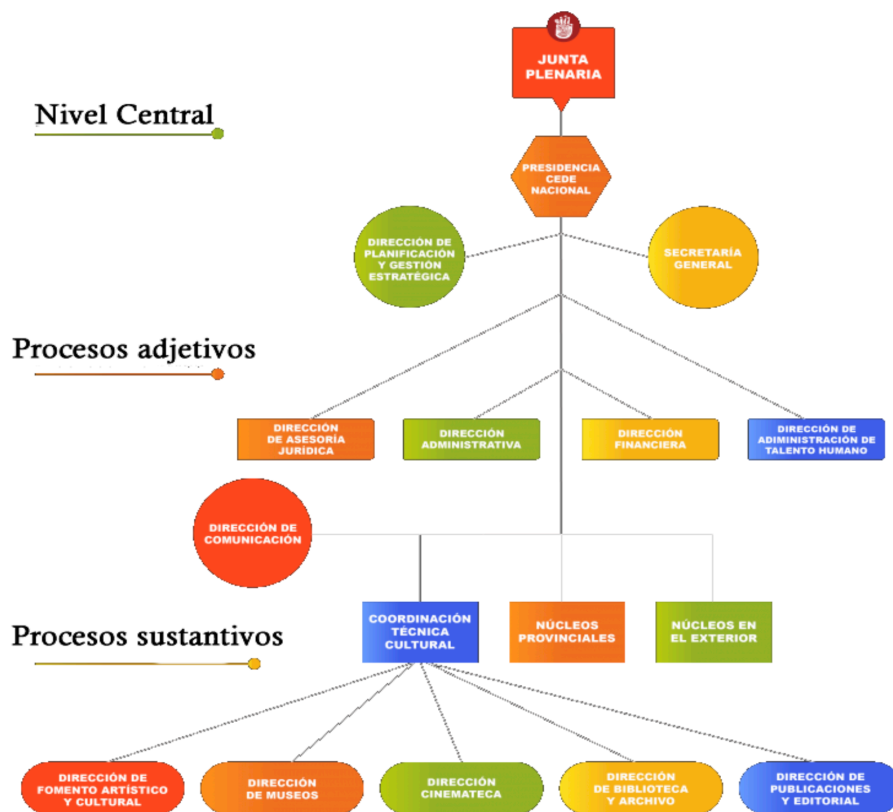 JUNTA
PLENARIA
Nivel Central
PRESIDENCIA
CEDE
NACIONAL
DIRECCIÓN DE
PLANIFICACIÓN
Y GESTIÓN
ESTRATÉGICA
SECRETARÍA
GENERAL
Procesos adjetivos
DIRECCIÓN
DE ASESORÍA
JURÍDICA
DIRECCIÓN
ADMINISTRATIVA
DIRECCIÓN
FINANCIERA
DIRECCIÓN DE
ADIMINISTRACIÓN DE
TALENTO HUMANO
DIRECCIÓN DE
COMUNICACIÓN
COORDINACIÓN
TÉCNICA
CULTURAL
NÚCLEOS
PROVINCIALES
NÚCLEOS EN
EL EXTERIOR
Procesos sustantivos
DIRECCIÓN DE
FOMENTO ARTÍSTICO
Y CULTURAL
DIRECCIÓN
DE MUSEOS
DIRECCIÓN
CINEMATECA
DIRECCIÓN
DE BIBLIOTECA
Y ARCHIVO
DIRECCIÓN DE
PUBLICACIONES
Y EDITORIAL